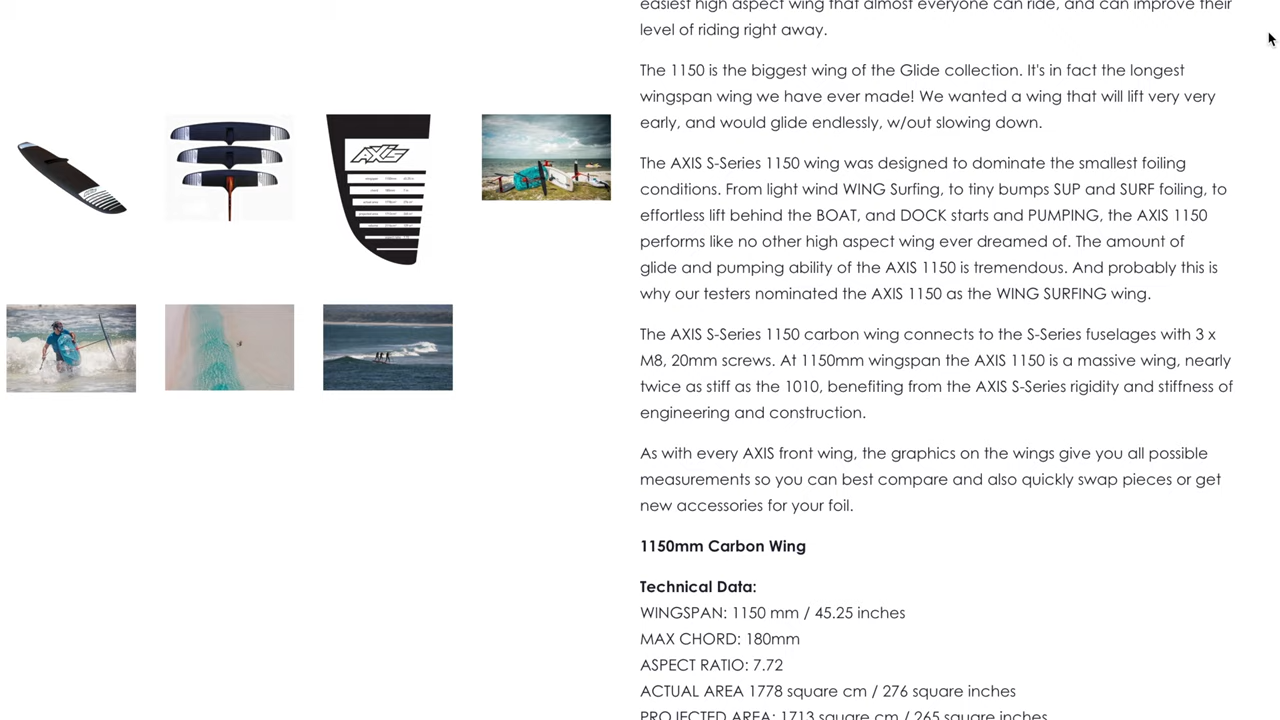 easiest high aspect wing that almost everyone can ride, and can improve their
level of riding right away.
The 1150 is the biggest wing of the Glide collection. It's in fact the longest
wingspan wing we have ever made! We wanted a wing that will lift very very
early, and would glide endlessly, w/out slowing down.
The AXIS S-Series 1150 wing was designed to dominate the smallest foiling
conditions. From light wind WING Surfing, to tiny bumps SUP and SURF foiling, to
effortless lift behind the BOAT, and DOCK starts and PUMPING, the AXIS 1150
performs like no other high aspect wing ever dreamed of. The amount of
glide and pumping ability of the AXIS 1150 is tremendous. And probably this is
why our testers nominated the AXIS 1150 as the WING SURFING wing.
The AXIS S-Series 1150 carbon wing connects to the S-Series fuselages with 3 x
M8, 20mm screws. At 1150mm wingspan the AXIS 1150 is a massive wing, nearly
twice as stiff as the 1010, benefiting from the AXIS S-Series rigidity and stiffness of
engineering and construction.
As with every AXIS front wing, the graphics on the wings give you all possible
measurements so you can best compare and also quickly swap pieces or get
new accessories for your foil.
1150mm Carbon Wing
Technical Data:
WINGSPAN: 1150 mm / 45.25 inches
MAX CHORD: 180mm
ASPECT RATIO: 7.72
ACTUAL AREA 1778 square cm / 276 square inches
PROJECTED AREA: 1713 square cm / 265 square inches
AXIS